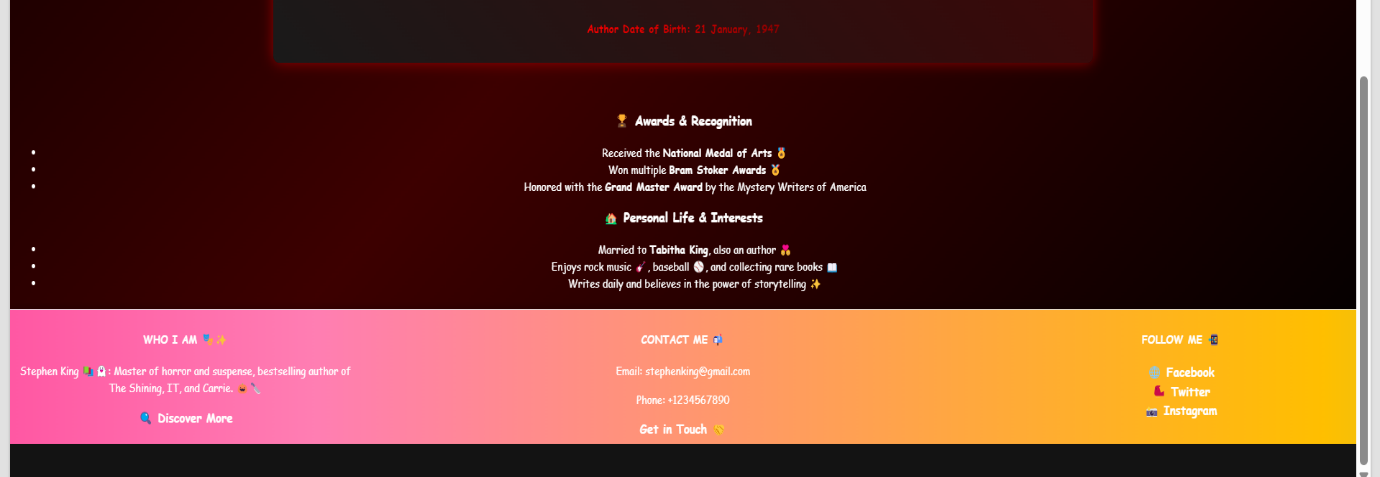 Author Date of Birth: 21 January, 1947
🏆 Awards & Recognition
Received the National Medal of Arts 🏅
Won multiple Bram Stoker Awards 🏅
Honored with the Grand Master Award by the Mystery Writers of America
🏡 Personal Life & Interests
Married to Tabitha King, also an author 💑
Enjoys rock music 🎸, baseball ⚾, and collecting rare books 📖
Writes daily and believes in the power of storytelling ✨
WHO I AM 🎭✨
Stephen King 📚👻: Master of horror and suspense, bestselling author of
The Shining, IT, and Carrie. 🎃🔪
🔍 Discover More
CONTACT ME 📬
Email: stephenking@gmail.com
Phone: +1234567890
Get in Touch 👋
FOLLOW ME 📲
Facebook
Twitter
📸 Instagram